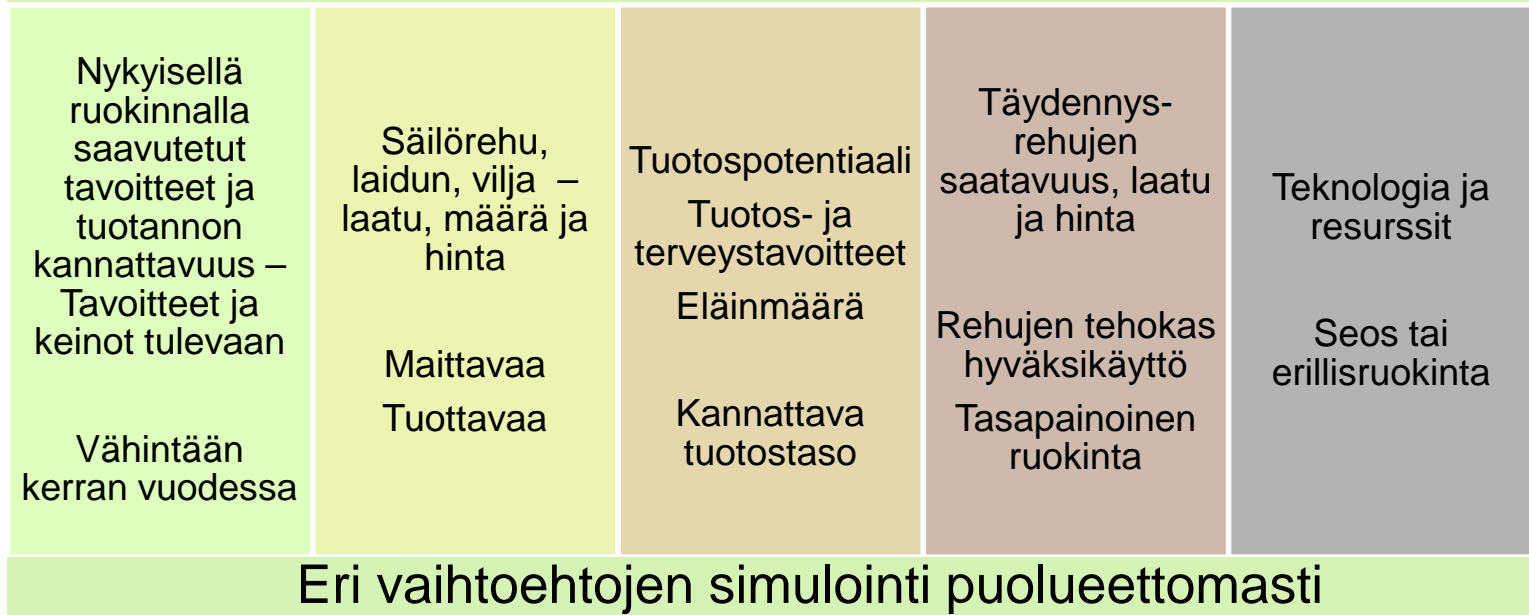 Nykyisellä
ruokinnalla
saavutetut
tavoitteet ja
tuotannon
kannattavuus –
Tavoitteet ja
keinot tulevaan
Vähintään
kerran vuodessa
Säilörehu,
laidun, vilja –
laatu, määrä ja
hinta
Maittavaa
Tuottavaa
Tuotospotentiaali
Tuotos- ja
terveystavoitteet
Eläinmäärä
Kannattava
tuotostaso
Täydennys-
rehujen
saatavuus, laatu
ja hinta
Rehujen tehokas
hyväksikäyttö
Tasapainoinen
ruokinta
Teknologia ja
resurssit
Seos tai
erillisruokinta
Eri vaihtoehtojen simulointi puolueettomasti